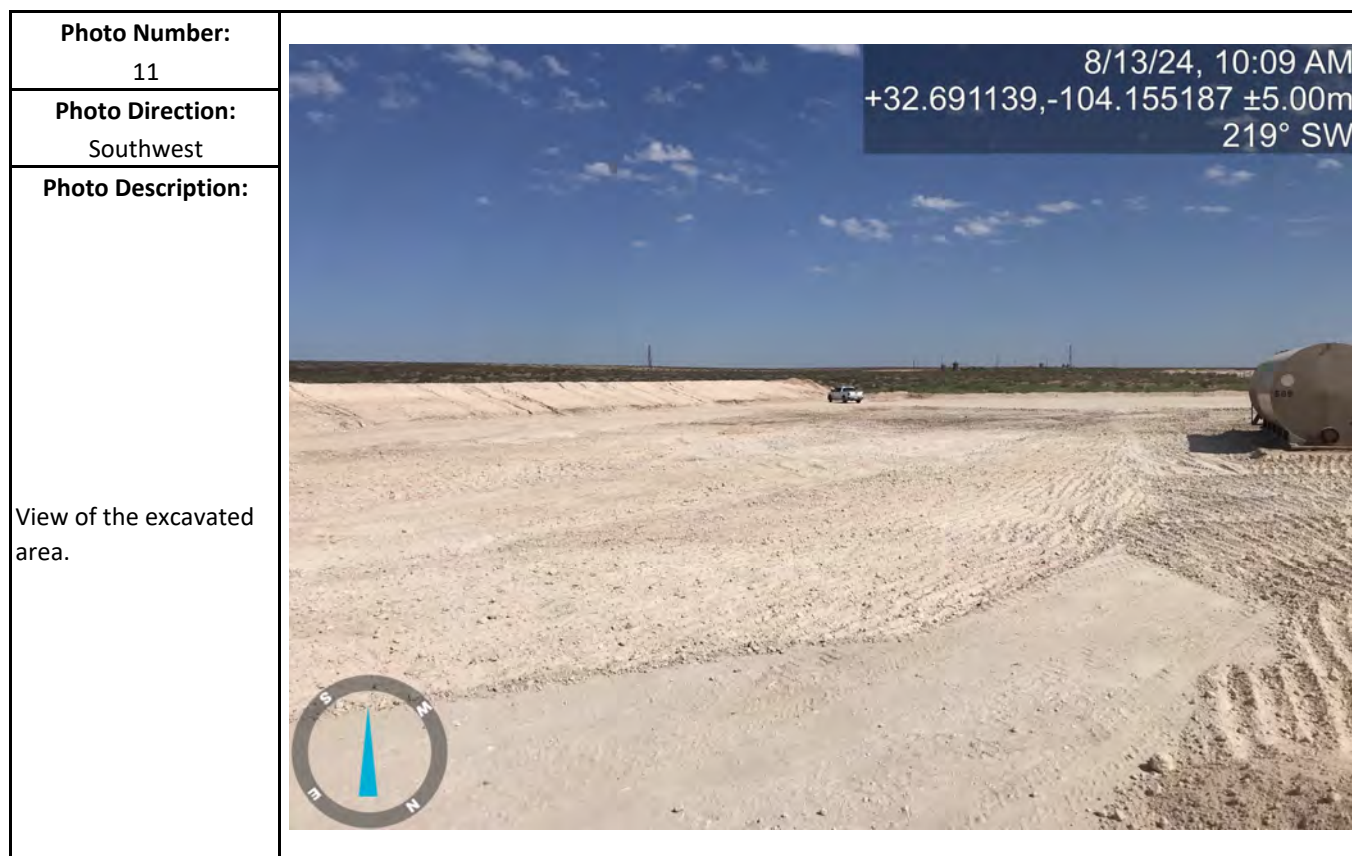 Photo Number:
11
Photo Direction:
Southwest
Photo Description:
View of the excavated
area.
8/13/24, 10:09 AM
+32.691139,-104.155187 ±5.00m
219° SW
S
W
E
N